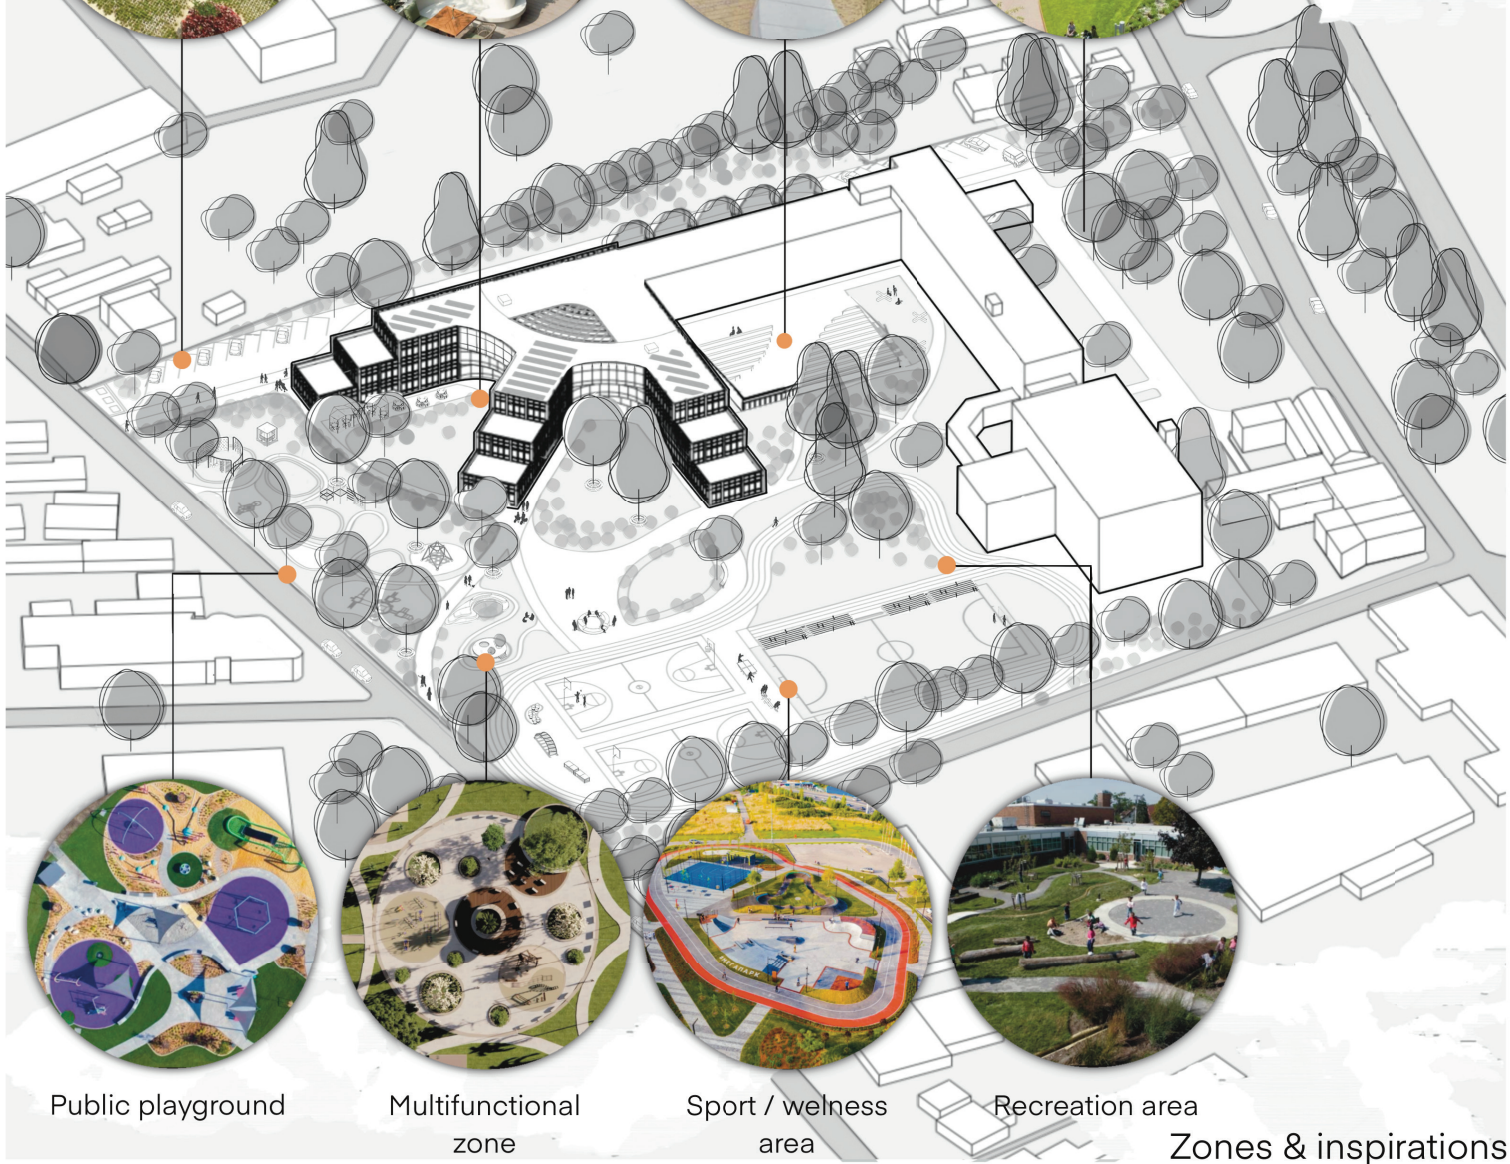 Public playground
Multifunctional
zone
Sport / welness
area
Recreation area
Zones & inspirations